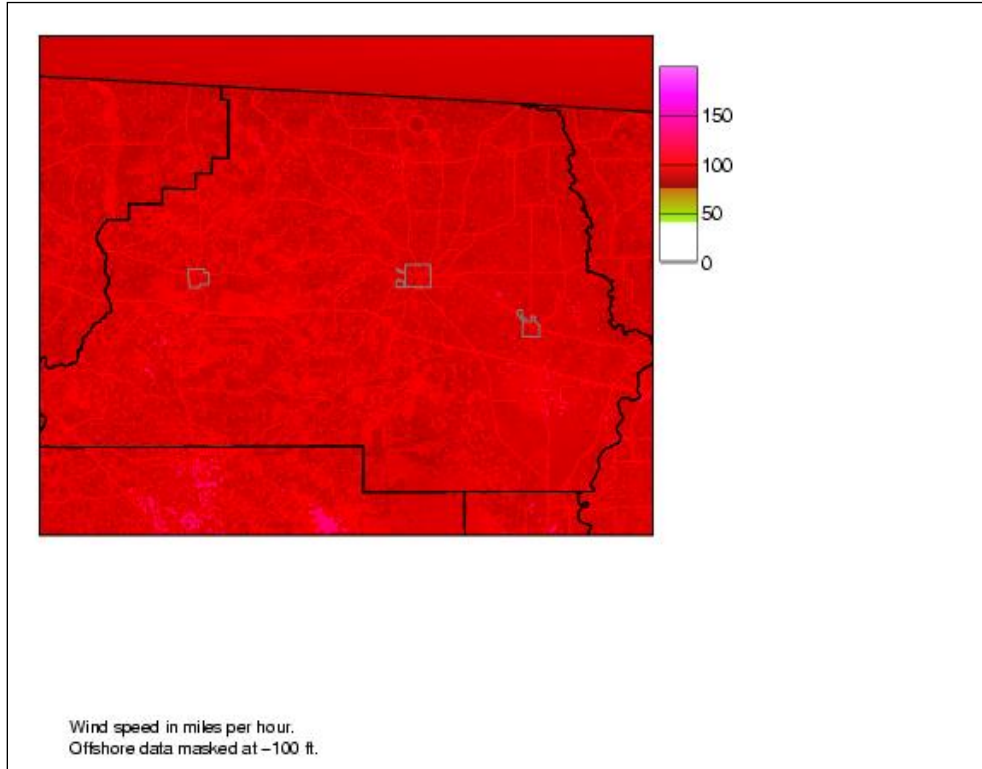 150
100
50
0
Wind speed in miles per hour.
Offshore data masked at −100 ft.